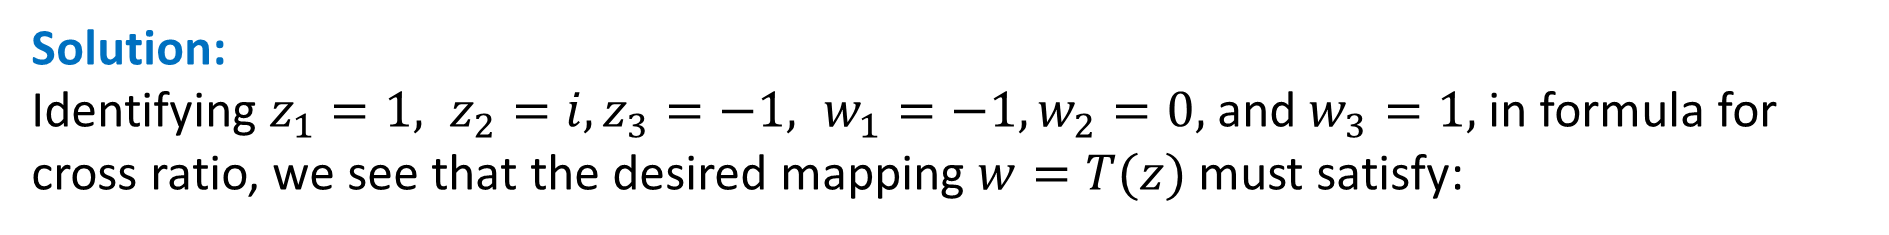 Solution:
Identifying z₁ = 1, z₂ = i, z₃ = −1, w₁ = −1, w₂ = 0, and w₃ = 1, in formula for
cross ratio, we see that the desired mapping w = T(z) must satisfy: